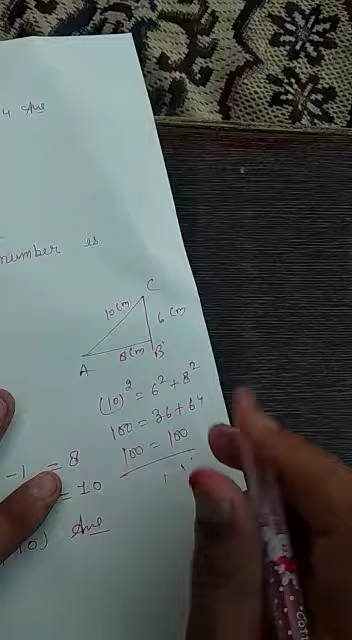 4 Ans
number is
C
10 Cm
6 Cm
A
8 Cm
B
(10)² = 6² + 8²
100 = 36 + 64
100 = 100
-1 = 8
= 10
10) Ans